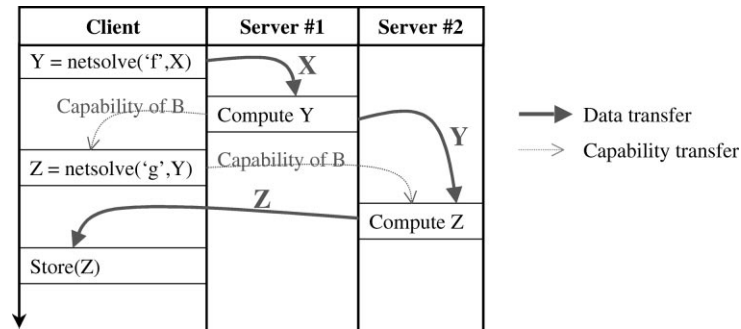 Client Server #1 Server #2
Y = netsolve(‘f’,X)
X
Capability of B
Compute Y
Y
Data transfer
Capability transfer
Z = netsolve(‘g’,Y)
Capability of B
Z
Compute Z
Store(Z)